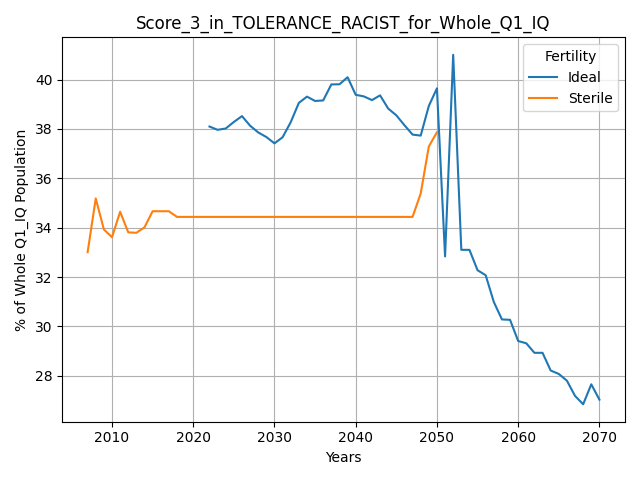 Score_3_in_TOLERANCE_RACIST_for_Whole_Q1_IQ
% of Whole Q1_IQ Population
40
38
36
34
32
30
28
Fertility
Ideal
Sterile
2010 2020 2030 2040 2050 2060 2070
Years